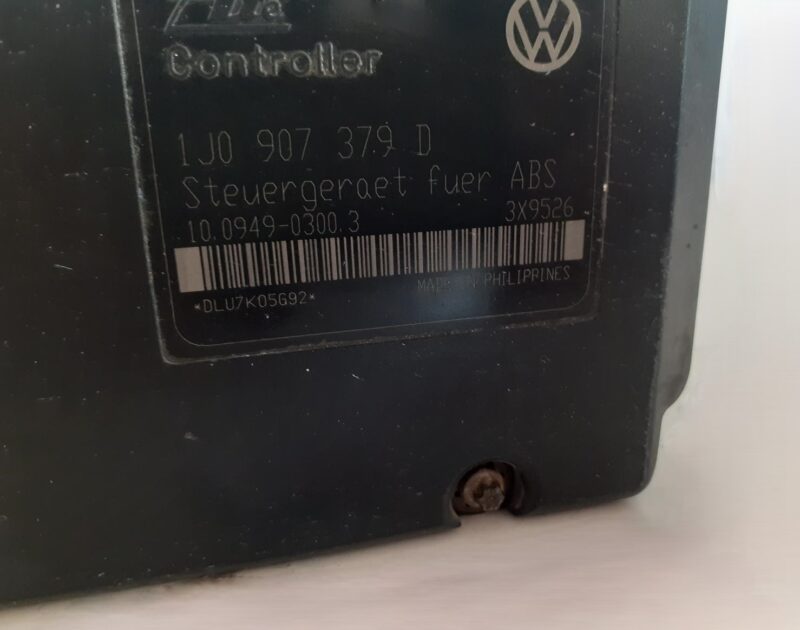 Controller
1J0 907 379 D
Steuergeraet fuer ABS
10.0949-0300.3 3X9526
MADE IN PHILIPPINES
*DLU7K05G92*